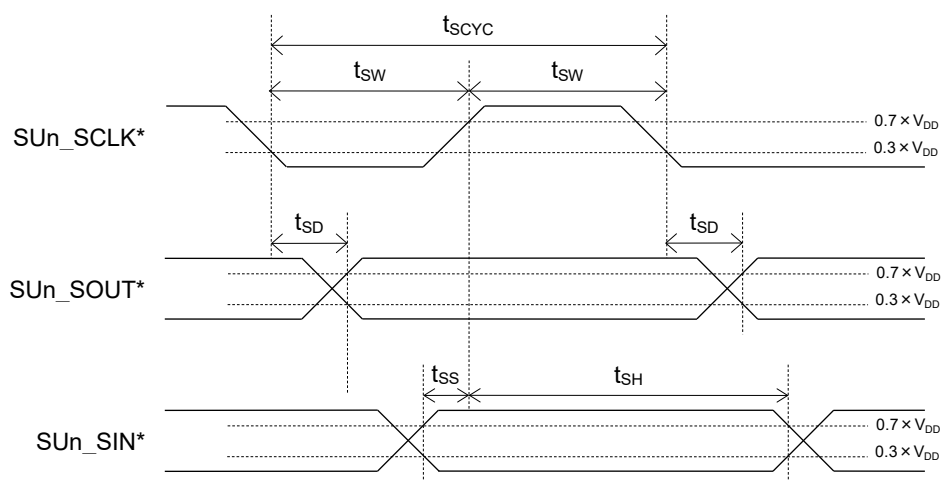 tSCYC
tSW tSW
SUn_SCLK*
0.7 × VDD
0.3 × VDD
tSD tSD
SUn_SOUT*
0.7 × VDD
0.3 × VDD
tSS tSH
SUn_SIN*
0.7 × VDD
0.3 × VDD